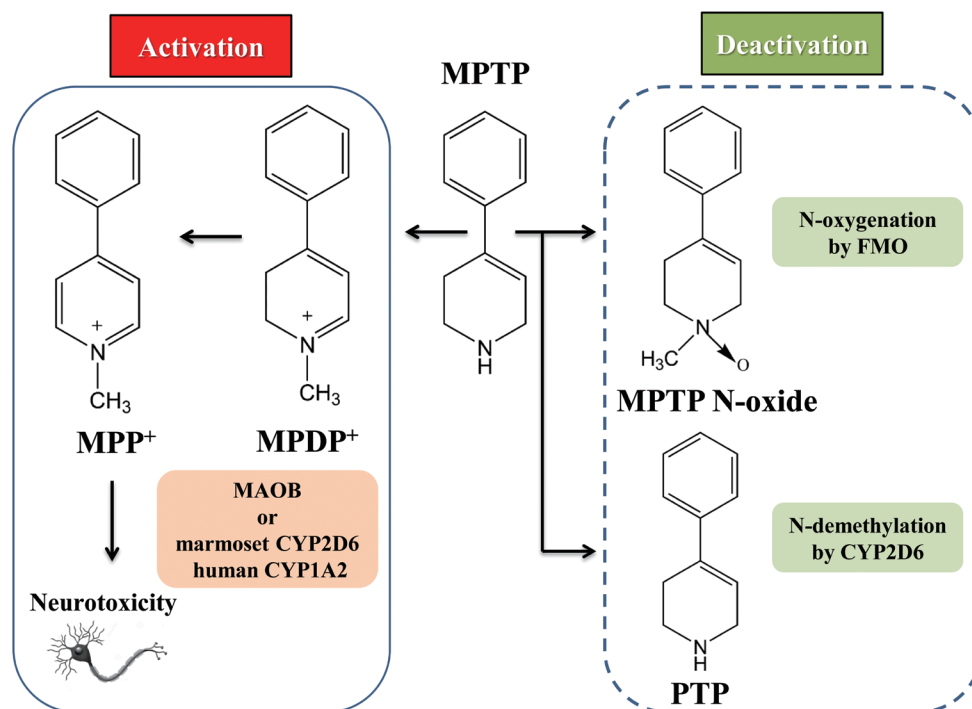 Activation
Deactivation
MPTP
N
H
N
+
CH₃
MPP⁺
N
+
CH₃
MPDP⁺
MAOB
or
marmoset CYP2D6
human CYP1A2
Neurotoxicity
N
H₃C
O
MPTP N-oxide
N-oxygenation
by FMO
N
H
PTP
N-demethylation
by CYP2D6